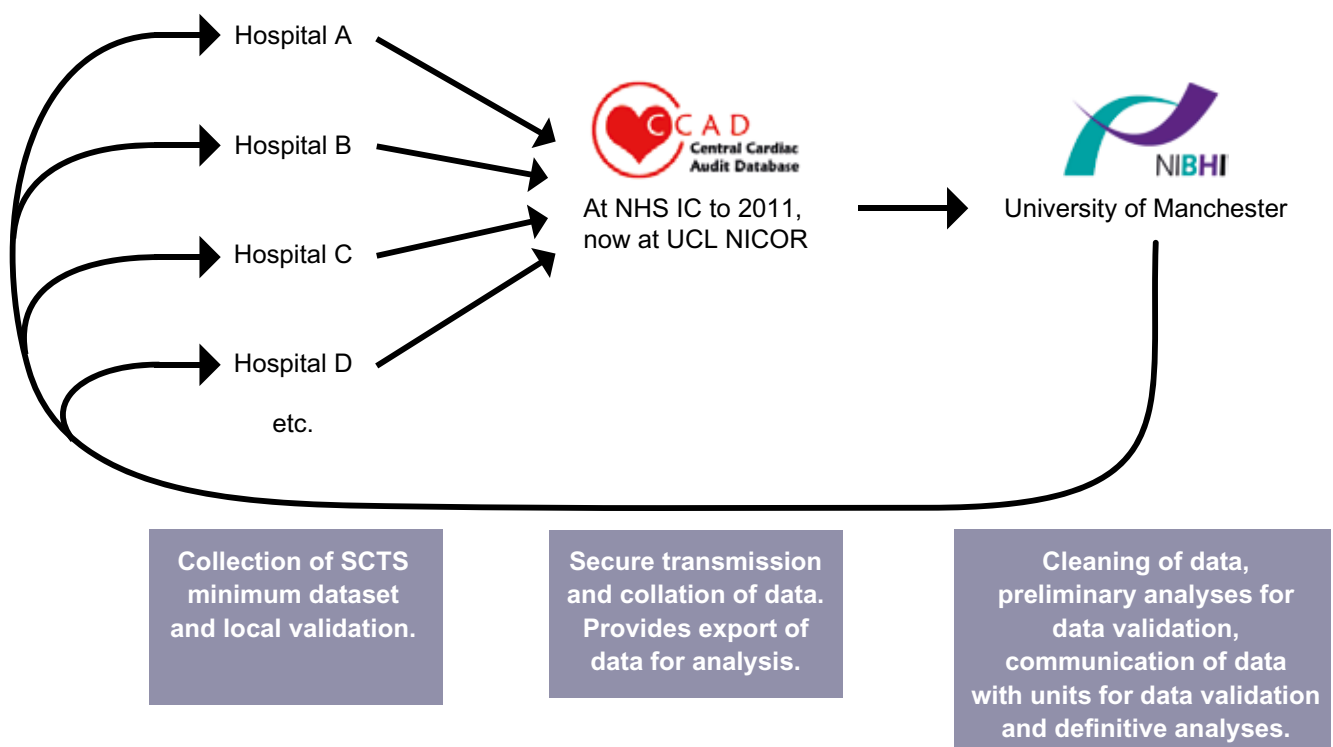 Hospital A
Hospital B
Hospital C
Hospital D
etc.
CCAD
Central Cardiac
Audit Database
At NHS IC to 2011,
now at UCL NICOR
NIBHI
University of Manchester
Collection of SCTS
minimum dataset
and local validation.
Secure transmission
and collation of data.
Provides export of
data for analysis.
Cleaning of data,
preliminary analyses for
data validation,
communication of data
with units for data validation
and definitive analyses.